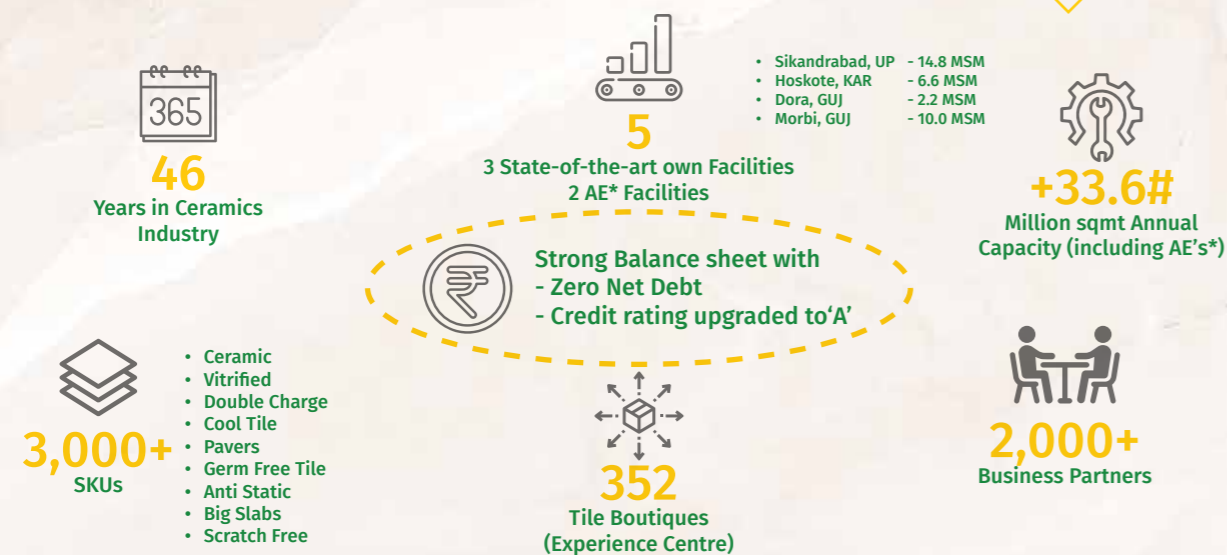 365
46
Years in Ceramics
Industry
5
3 State-of-the-art own Facilities
2 AE* Facilities
• Sikandrabad, UP - 14.8 MSM
• Hoskote, KAR - 6.6 MSM
• Dora, GUJ - 2.2 MSM
• Morbi, GUJ - 10.0 MSM
+33.6#
Million sqmt Annual
Capacity (including AE's*)
₹
Strong Balance sheet with
- Zero Net Debt
- Credit rating upgraded to‘A’
3,000+
SKUs
• Ceramic
• Vitrified
• Double Charge
• Cool Tile
• Pavers
• Germ Free Tile
• Anti Static
• Big Slabs
• Scratch Free
352
Tile Boutiques
(Experience Centre)
2,000+
Business Partners